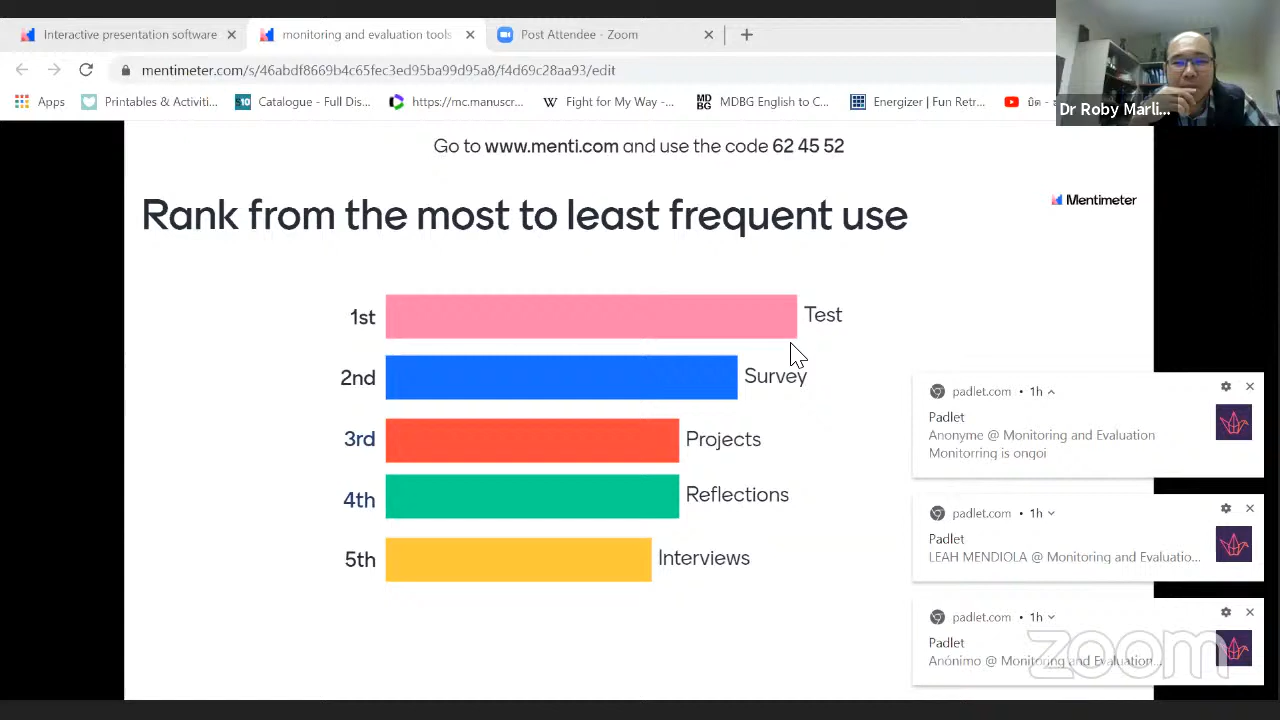 Interactive presentation software
monitoring and evaluation tools
Post Attendee - Zoom
mentimeter.com/s/46abdf8669b4c65fec3ed95ba99d95a8/f4d69c28aa93/edit
Apps
Printables & Activiti...
Catalogue - Full Dis...
https://mc.manuscr...
Fight for My Way -...
MDBG English to C...
Energizer | Fun Retr...
Dr Roby Marli...
Go to www.menti.com and use the code 62 45 52
Rank from the most to least frequent use
Mentimeter
1st Test
2nd Survey
3rd Projects
4th Reflections
5th Interviews
padlet.com • 1h
Padlet
Anonyme @ Monitoring and Evaluation
Monitorring is ongoi
padlet.com • 1h
Padlet
LEAH MENDIOLA @ Monitoring and Evaluatio...
padlet.com • 1h
Padlet
Anónimo @ Monitoring and Evaluation...
zoom